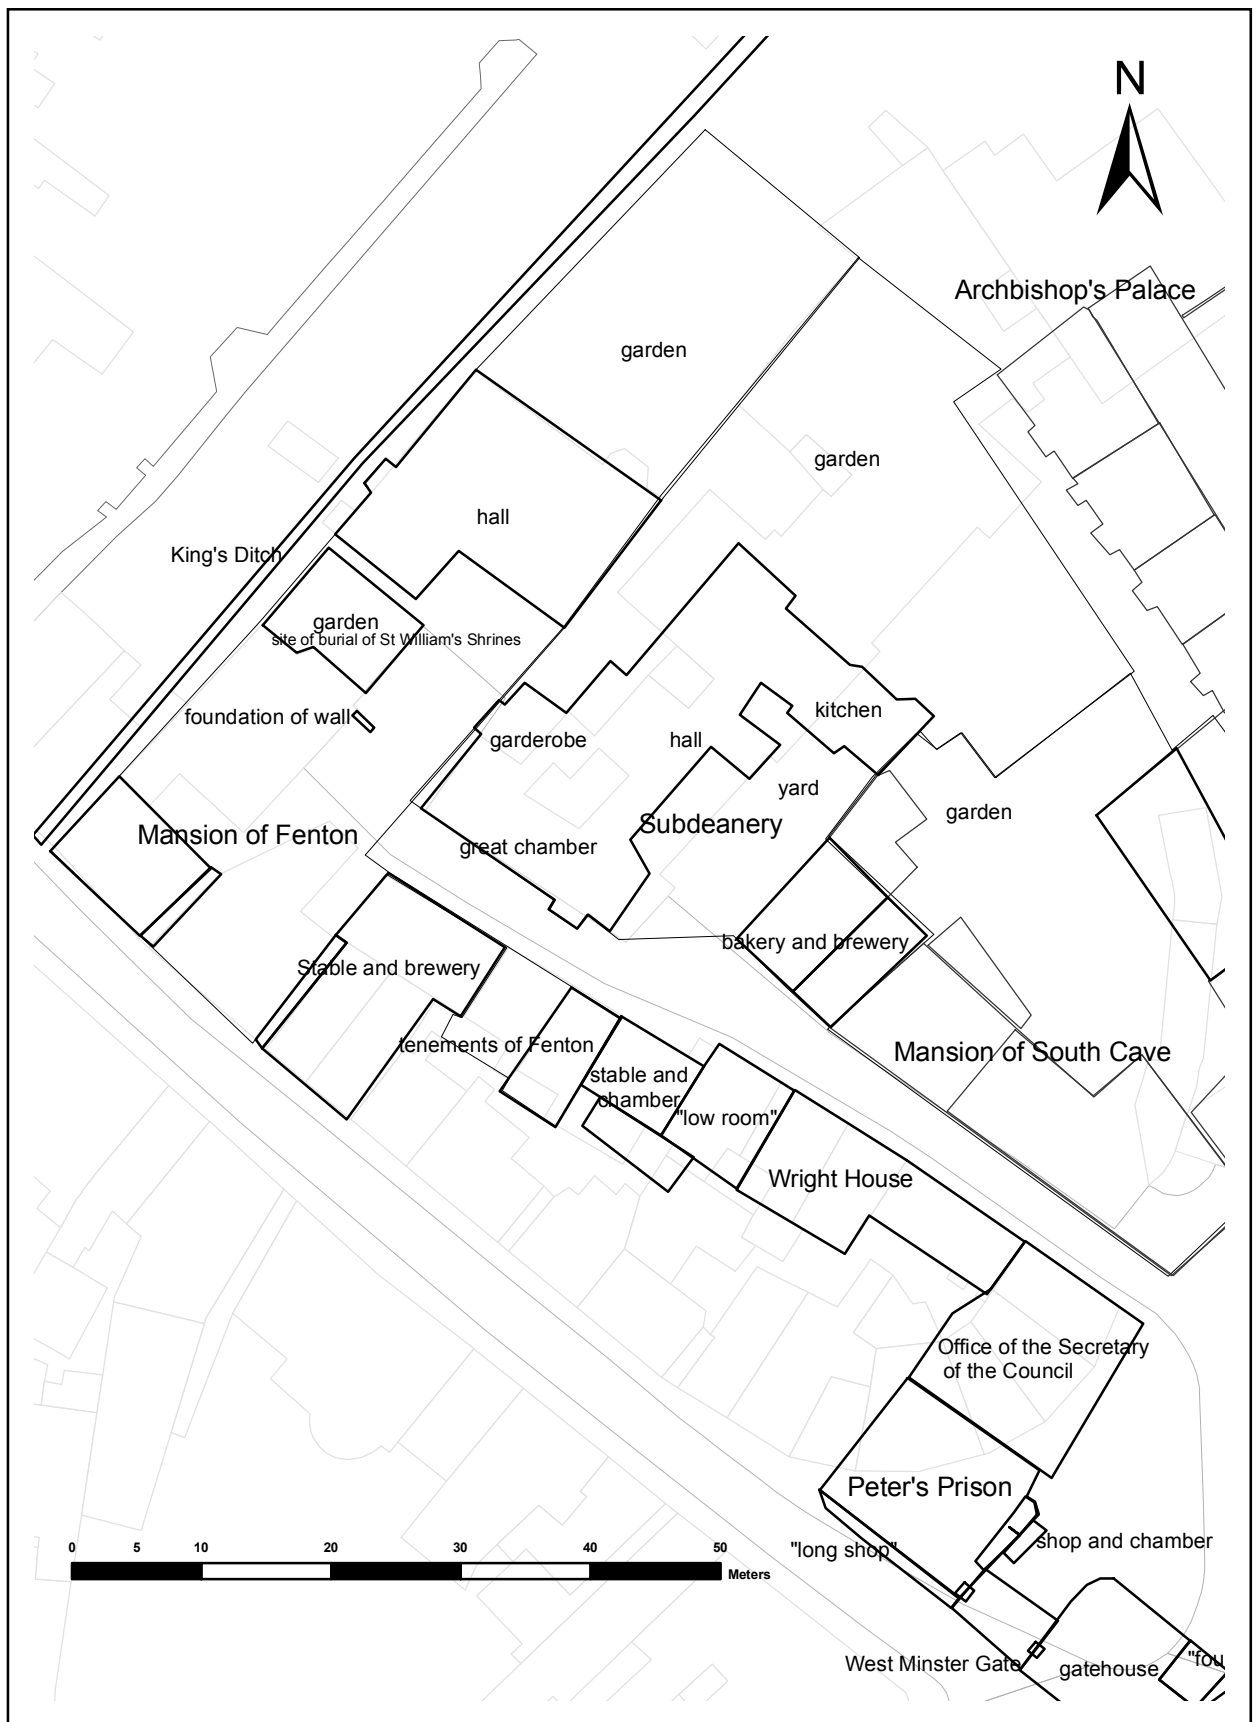 N
Archbishop's Palace
garden
garden
hall
King's Ditch
garden
site of burial of St William's Shrines
foundation of wall
kitchen
garderobe
hall
yard
garden
Subdeanery
Mansion of Fenton
great chamber
bakery and brewery
Stable and brewery
tenements of Fenton
Mansion of South Cave
stable and
chamber
"low room"
Wright House
Office of the Secretary
of the Council
Peter's Prison
shop and chamber
"long shop"
0 5 10 20 30 40 50
Meters
West Minster Gate
gatehouse
"fou